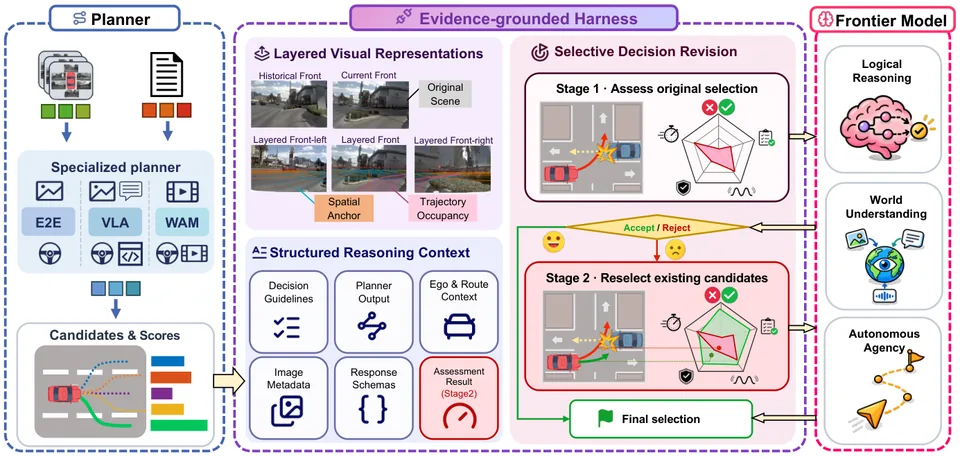 Planner
Specialized planner
E2E
VLA
WAM
Candidates & Scores
Evidence-grounded Harness
Layered Visual Representations
Historical Front
Current Front
Original
Scene
Layered Front-left
Layered Front
Layered Front-right
Spatial
Anchor
Trajectory
Occupancy
Structured Reasoning Context
Decision
Guidelines
Planner
Output
Ego & Route
Context
Image
Metadata
Response
Schemas
Assessment
Result
(Stage2)
Selective Decision Revision
Stage 1 · Assess original selection
Accept / Reject
Stage 2 · Reselect existing candidates
Final selection
Frontier Model
Logical
Reasoning
World
Understanding
Autonomous
Agency